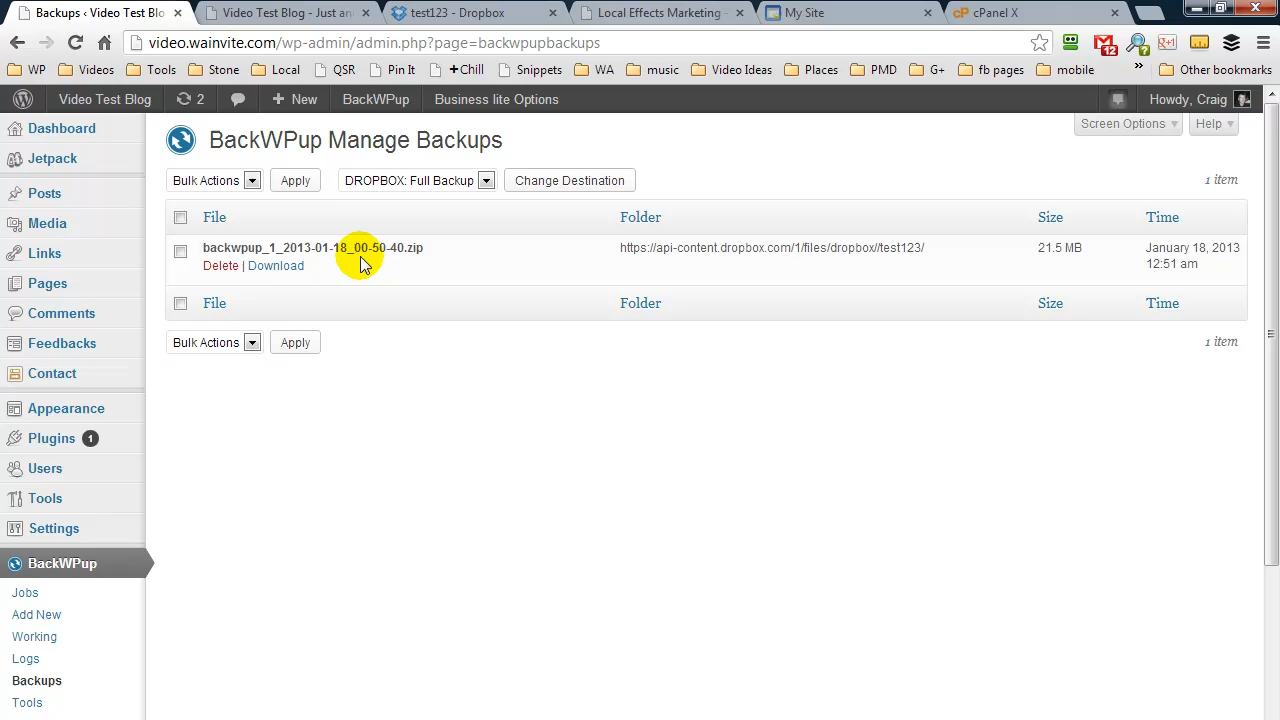 Backups ‹ Video Test Blo
Video Test Blog - Just an
test123 - Dropbox
Local Effects Marketing -
My Site
cP cPanel X
video.wainvite.com/wp-admin/admin.php?page=backwpupbackups
12
WP
Videos
Tools
Stone
Local
QSR
Pin It
+Chill
Snippets
WA
music
Video Ideas
Places
PMD
G+
fb pages
mobile
»
Other bookmarks
Video Test Blog
2
+ New
BackWPup
Business lite Options
Howdy, Craig
Dashboard
Jetpack
Posts
Media
Links
Pages
Comments
Feedbacks
Contact
Appearance
Plugins 1
Users
Tools
Settings
BackWPup
Jobs
Add New
Working
Logs
Backups
Tools
Screen Options
Help
BackWPup Manage Backups
Bulk Actions
Apply
DROPBOX: Full Backup
Change Destination
1 item
File
Folder
Size
Time
backwpup_1_2013-01-18_00-50-40.zip
https://api-content.dropbox.com/1/files/dropbox//test123/
21.5 MB
January 18, 2013
12:51 am
Delete | Download
File
Folder
Size
Time
Bulk Actions
Apply
1 item